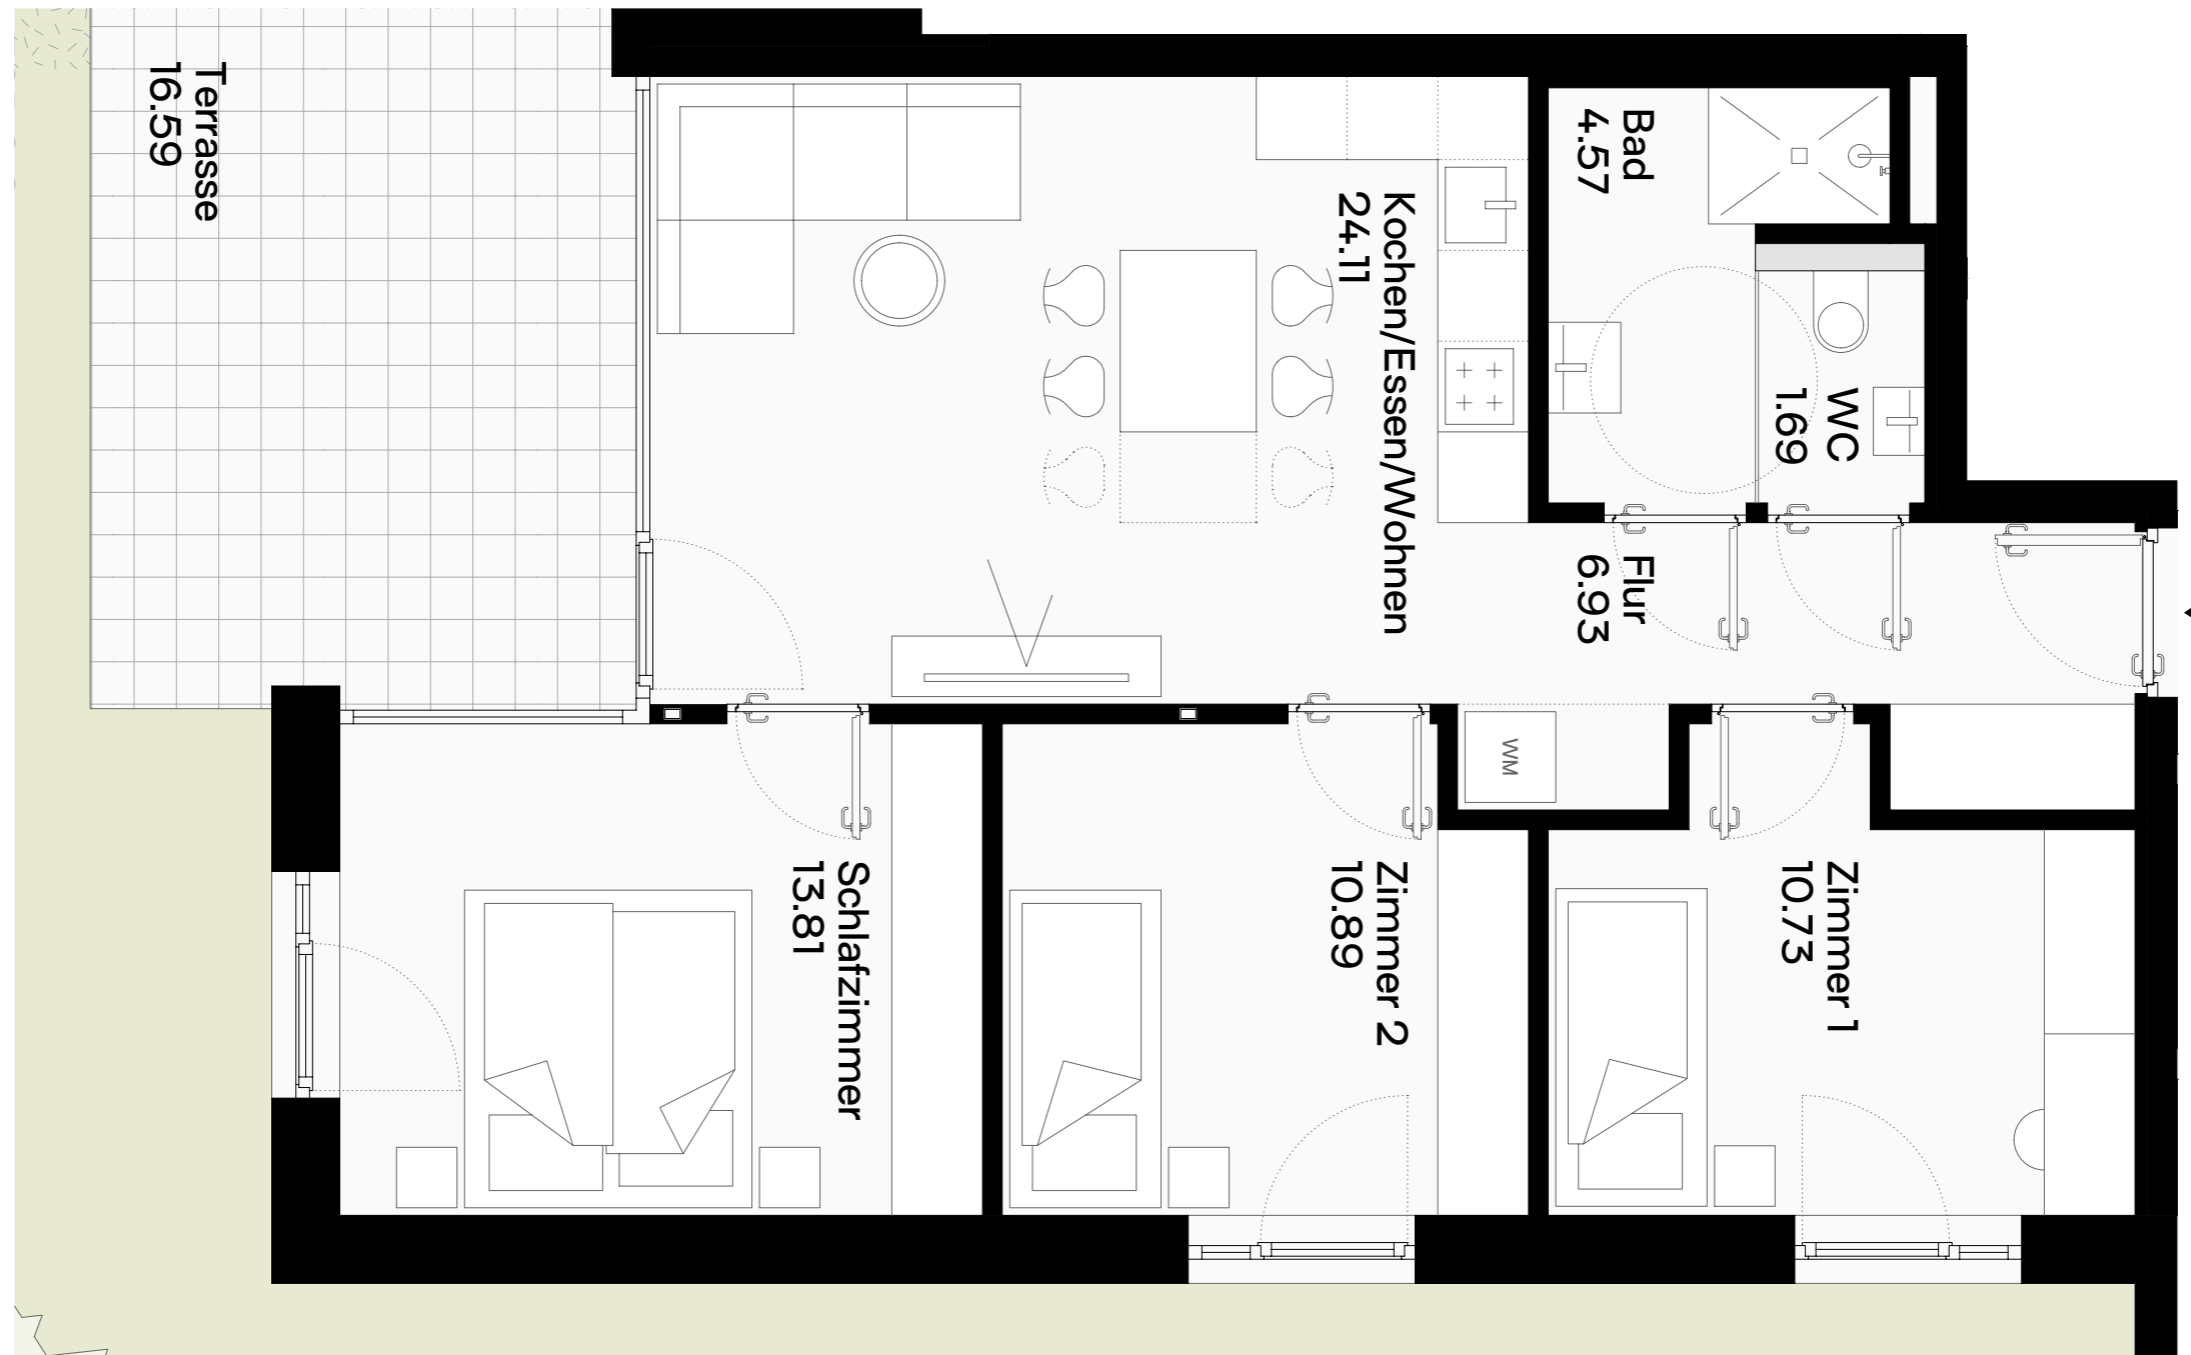 Terrasse
16.59
Kochen/Essen/Wohnen
24.11
Bad
4.57
WC
1.69
Flur
6.93
WM
Schlafzimmer
13.81
Zimmer 2
10.89
Zimmer 1
10.73